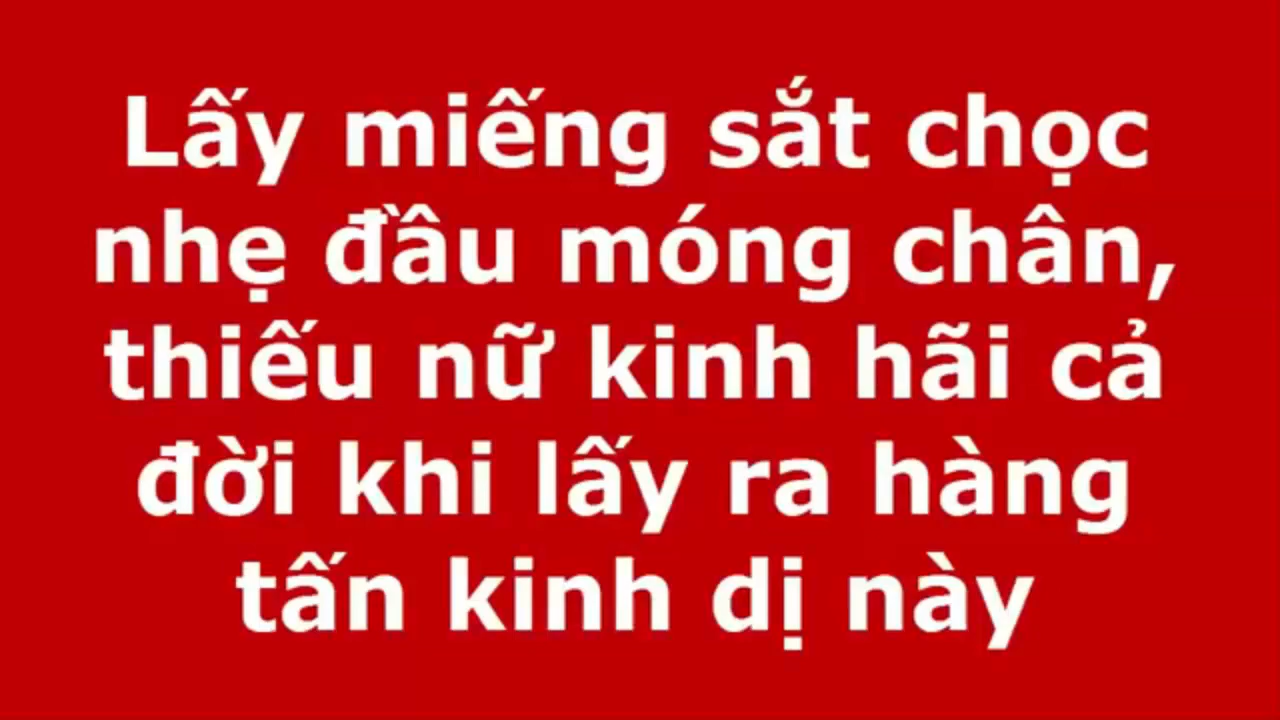 Lấy miếng sắt chọc
nhẹ đầu móng chân,
thiếu nữ kinh hãi cả
đời khi lấy ra hàng
tấn kinh dị này